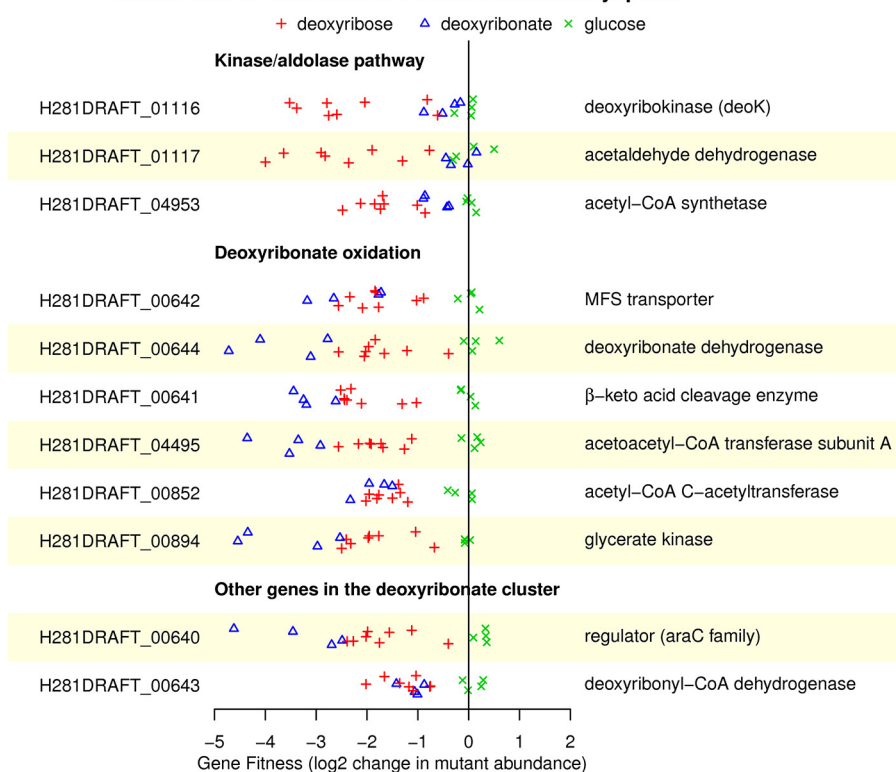 deoxyribose deoxyribonate glucose
Kinase/aldolase pathway
H281DRAFT_01116 deoxyribokinase (deoK)
H281DRAFT_01117 acetaldehyde dehydrogenase
H281DRAFT_04953 acetyl−CoA synthetase
Deoxyribonate oxidation
H281DRAFT_00642 MFS transporter
H281DRAFT_00644 deoxyribonate dehydrogenase
H281DRAFT_00641 β−keto acid cleavage enzyme
H281DRAFT_04495 acetoacetyl−CoA transferase subunit A
H281DRAFT_00852 acetyl−CoA C−acetyltransferase
H281DRAFT_00894 glycerate kinase
Other genes in the deoxyribonate cluster
H281DRAFT_00640 regulator (araC family)
H281DRAFT_00643 deoxyribonyl−CoA dehydrogenase
−5 −4 −3 −2 −1 0 1 2
Gene Fitness (log2 change in mutant abundance)